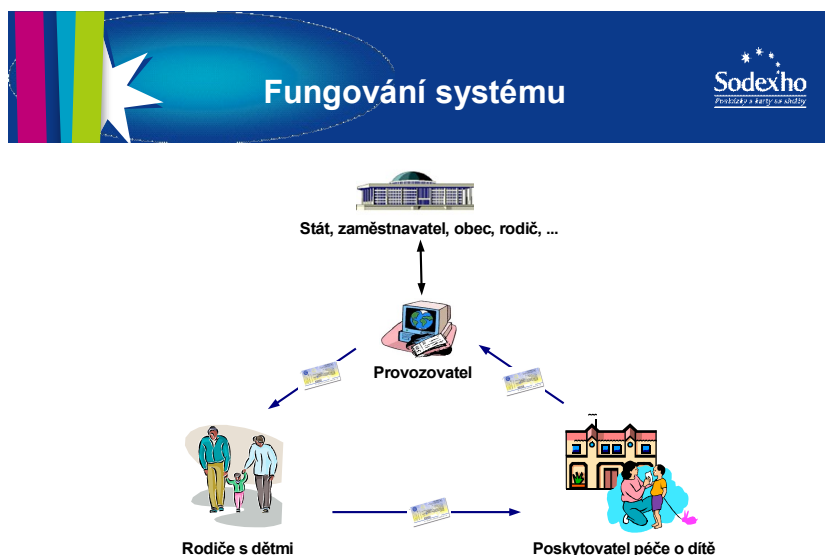 Fungování systému
Sodexho
Poukázky a karty na služby
Stát, zaměstnavatel, obec, rodič, ...
Provozovatel
Rodiče s dětmi
Poskytovatel péče o dítě